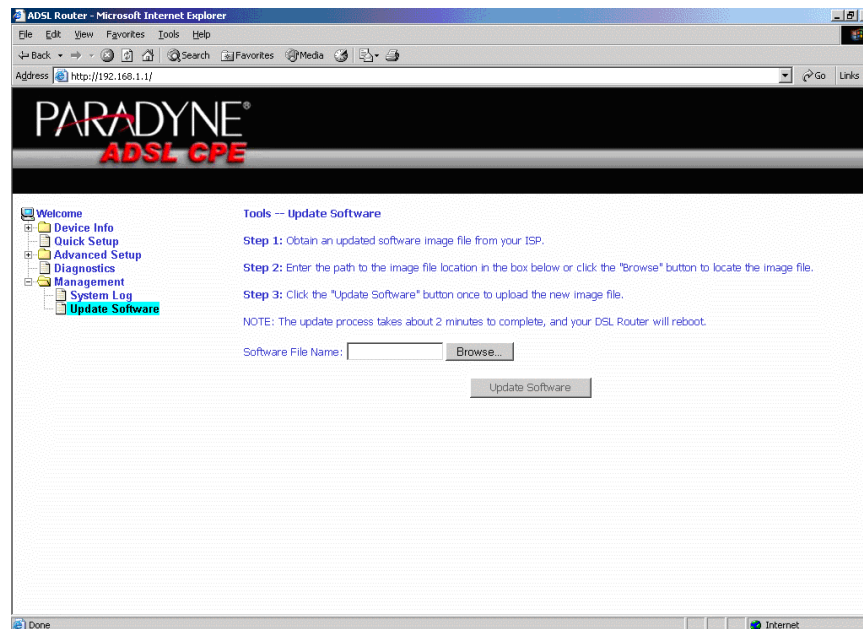 ADSL Router - Microsoft Internet Explorer
File Edit View Favorites Tools Help
Back Search Favorites Media
Address http://192.168.1.1/ Go Links
PARADYNE®
ADSL CPE
Welcome
Device Info
Quick Setup
Advanced Setup
Diagnostics
Management
System Log
Update Software
Tools -- Update Software
Step 1: Obtain an updated software image file from your ISP.
Step 2: Enter the path to the image file location in the box below or click the "Browse" button to locate the image file.
Step 3: Click the "Update Software" button once to upload the new image file.
NOTE: The update process takes about 2 minutes to complete, and your DSL Router will reboot.
Software File Name: Browse...
Update Software
Done Internet